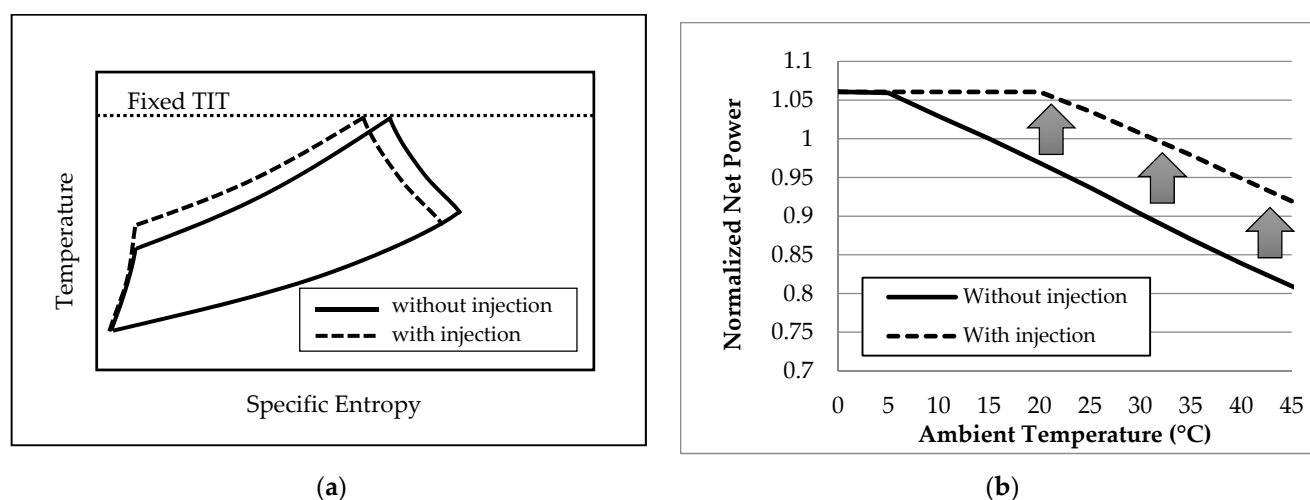 Fixed TIT
Temperature
without injection
with injection
Specific Entropy
(a)
Normalized Net Power
1.1
1.05
1
0.95
0.9
0.85
0.8
0.75
0.7
Without injection
With injection
0 5 10 15 20 25 30 35 40 45
Ambient Temperature (°C)
(b)